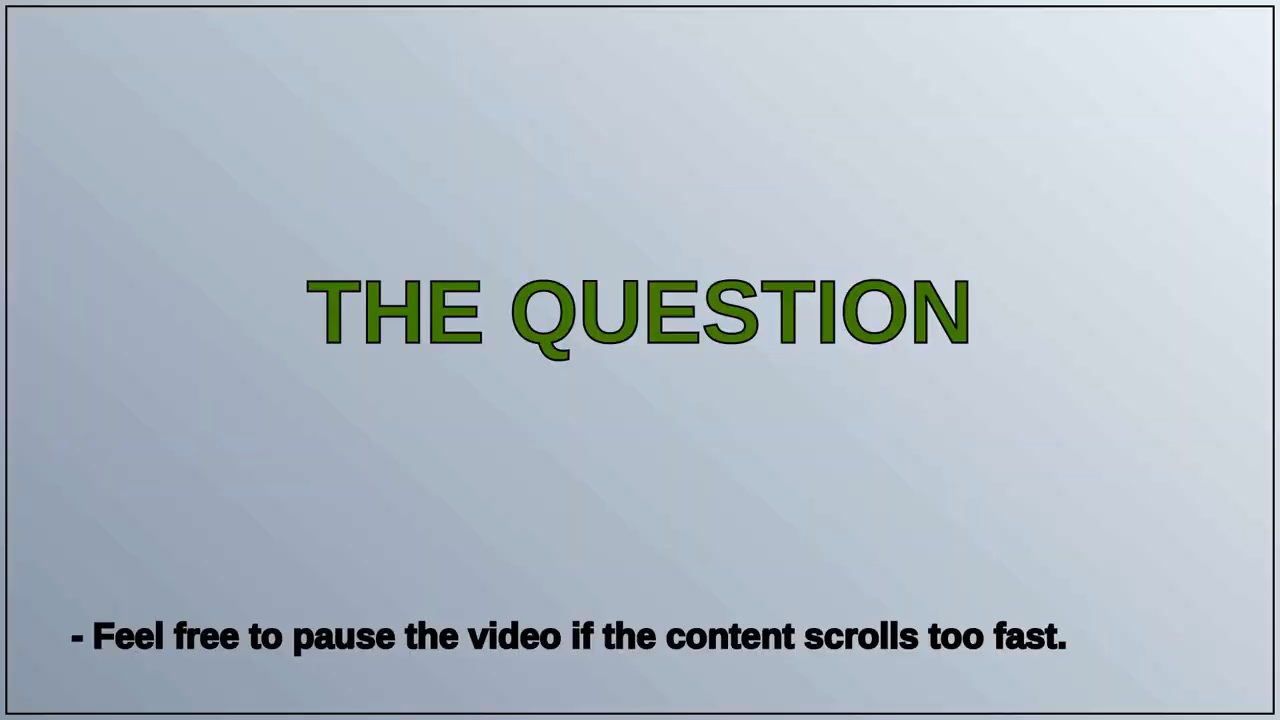 THE QUESTION
- Feel free to pause the video if the content scrolls too fast.